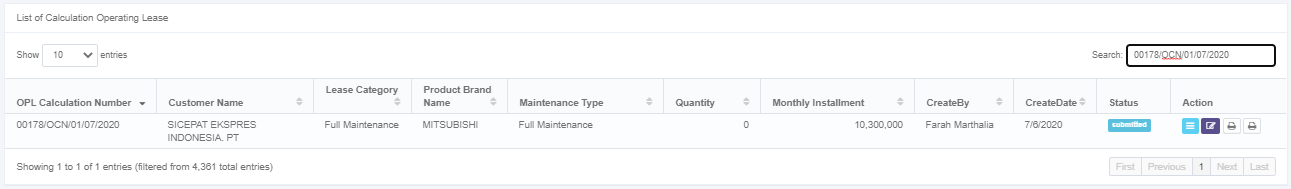 List of Calculation Operating Lease
Show 10 entries
Search: 00178/OCN/01/07/2020
OPL Calculation Number
Customer Name
Lease Category
Product Brand
Name
Maintenance Type
Quantity
Monthly Installment
CreateBy
CreateDate
Status
Action
00178/OCN/01/07/2020
SICEPAT EKSPRES
INDONESIA. PT
Full Maintenance
MITSUBISHI
Full Maintenance
0
10,300,000
Farah Marthalia
7/6/2020
submitted
Showing 1 to 1 of 1 entries (filtered from 4,361 total entries)
First Previous 1 Next Last